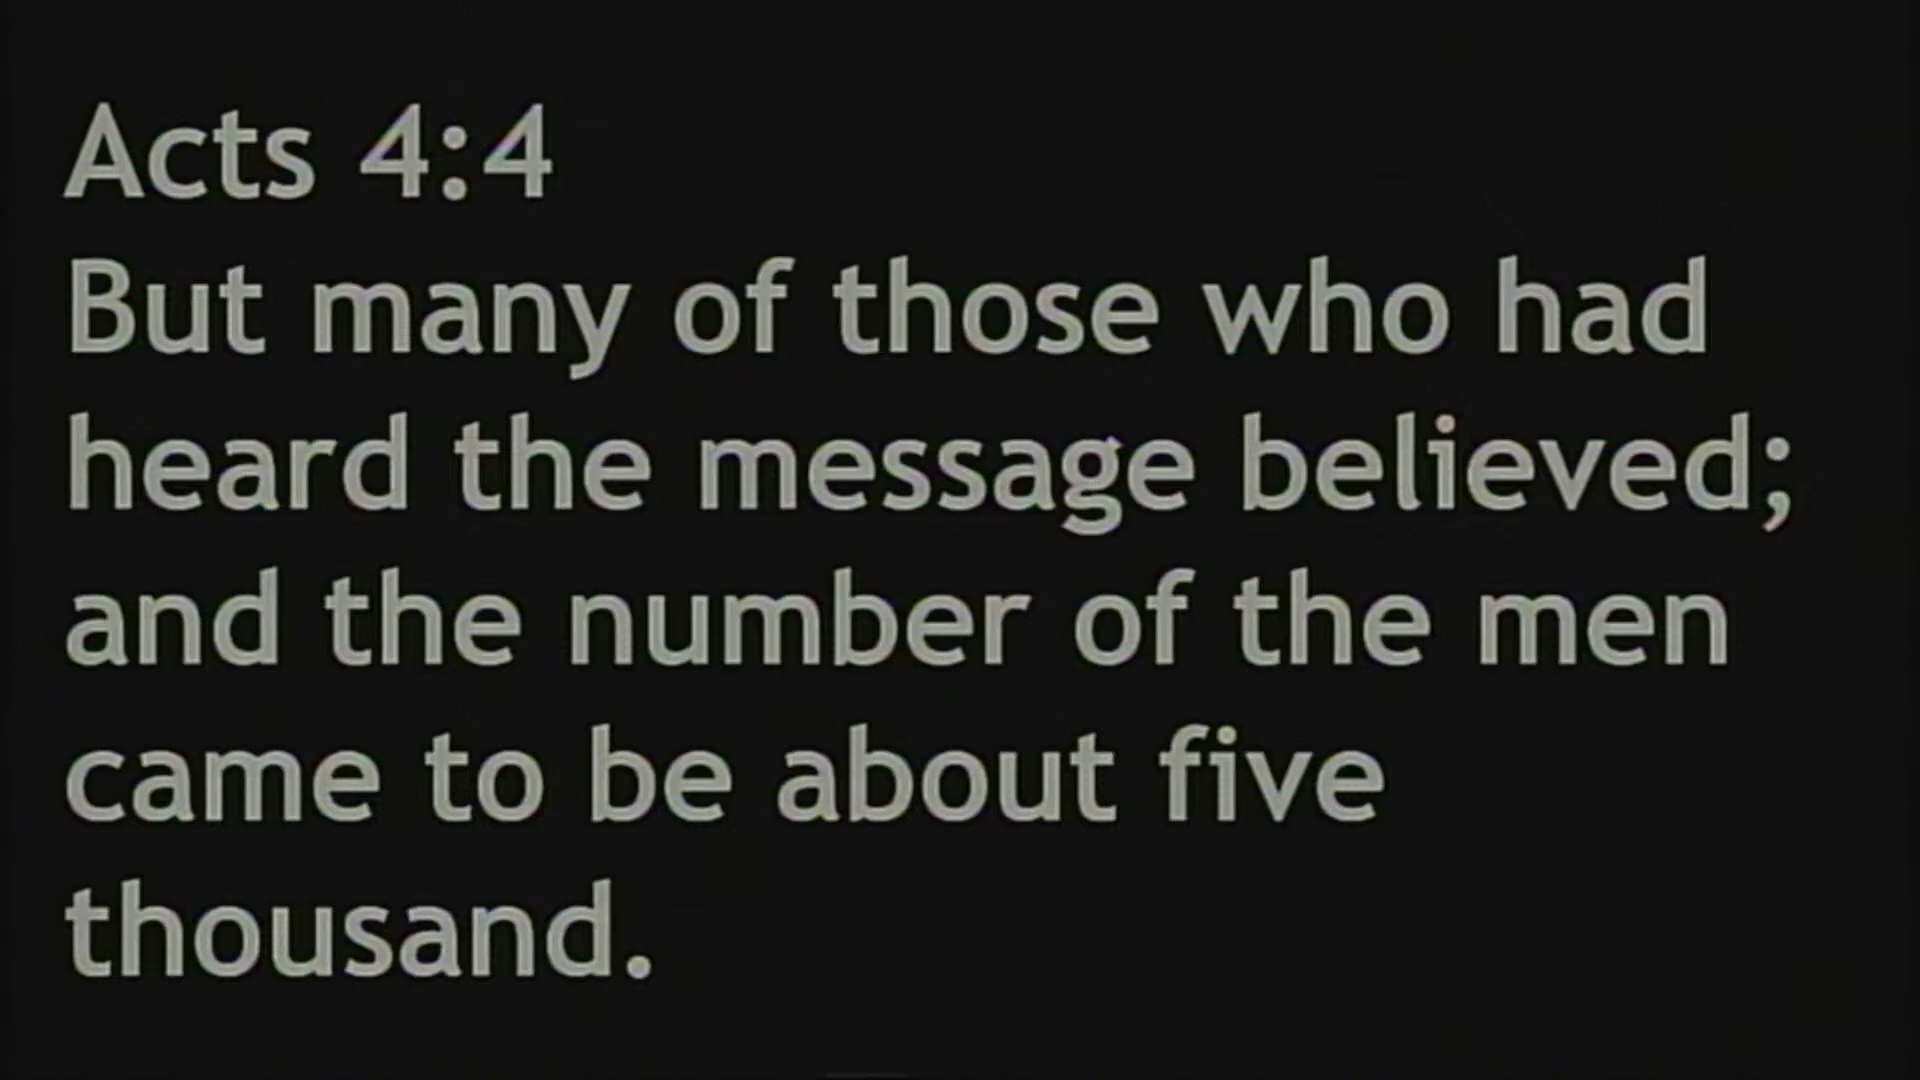 Acts 4:4
But many of those who had
heard the message believed;
and the number of the men
came to be about five
thousand.